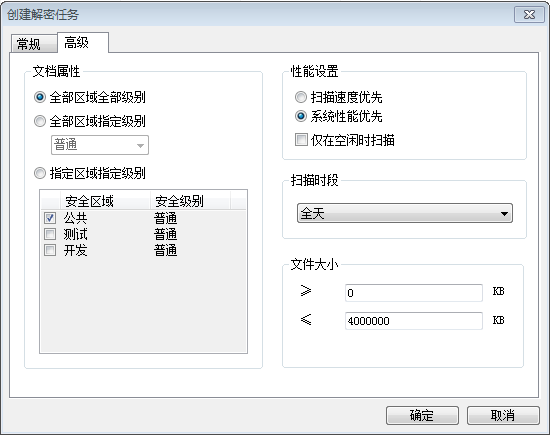 创建解密任务
常规 高级
文档属性
全部区域全部级别
全部区域指定级别
普通
指定区域指定级别
安全区域 安全级别
公共 普通
测试 普通
开发 普通
性能设置
扫描速度优先
系统性能优先
仅在空闲时扫描
扫描时段
全天
文件大小
≥ 0 KB
≤ 4000000 KB
确定 取消